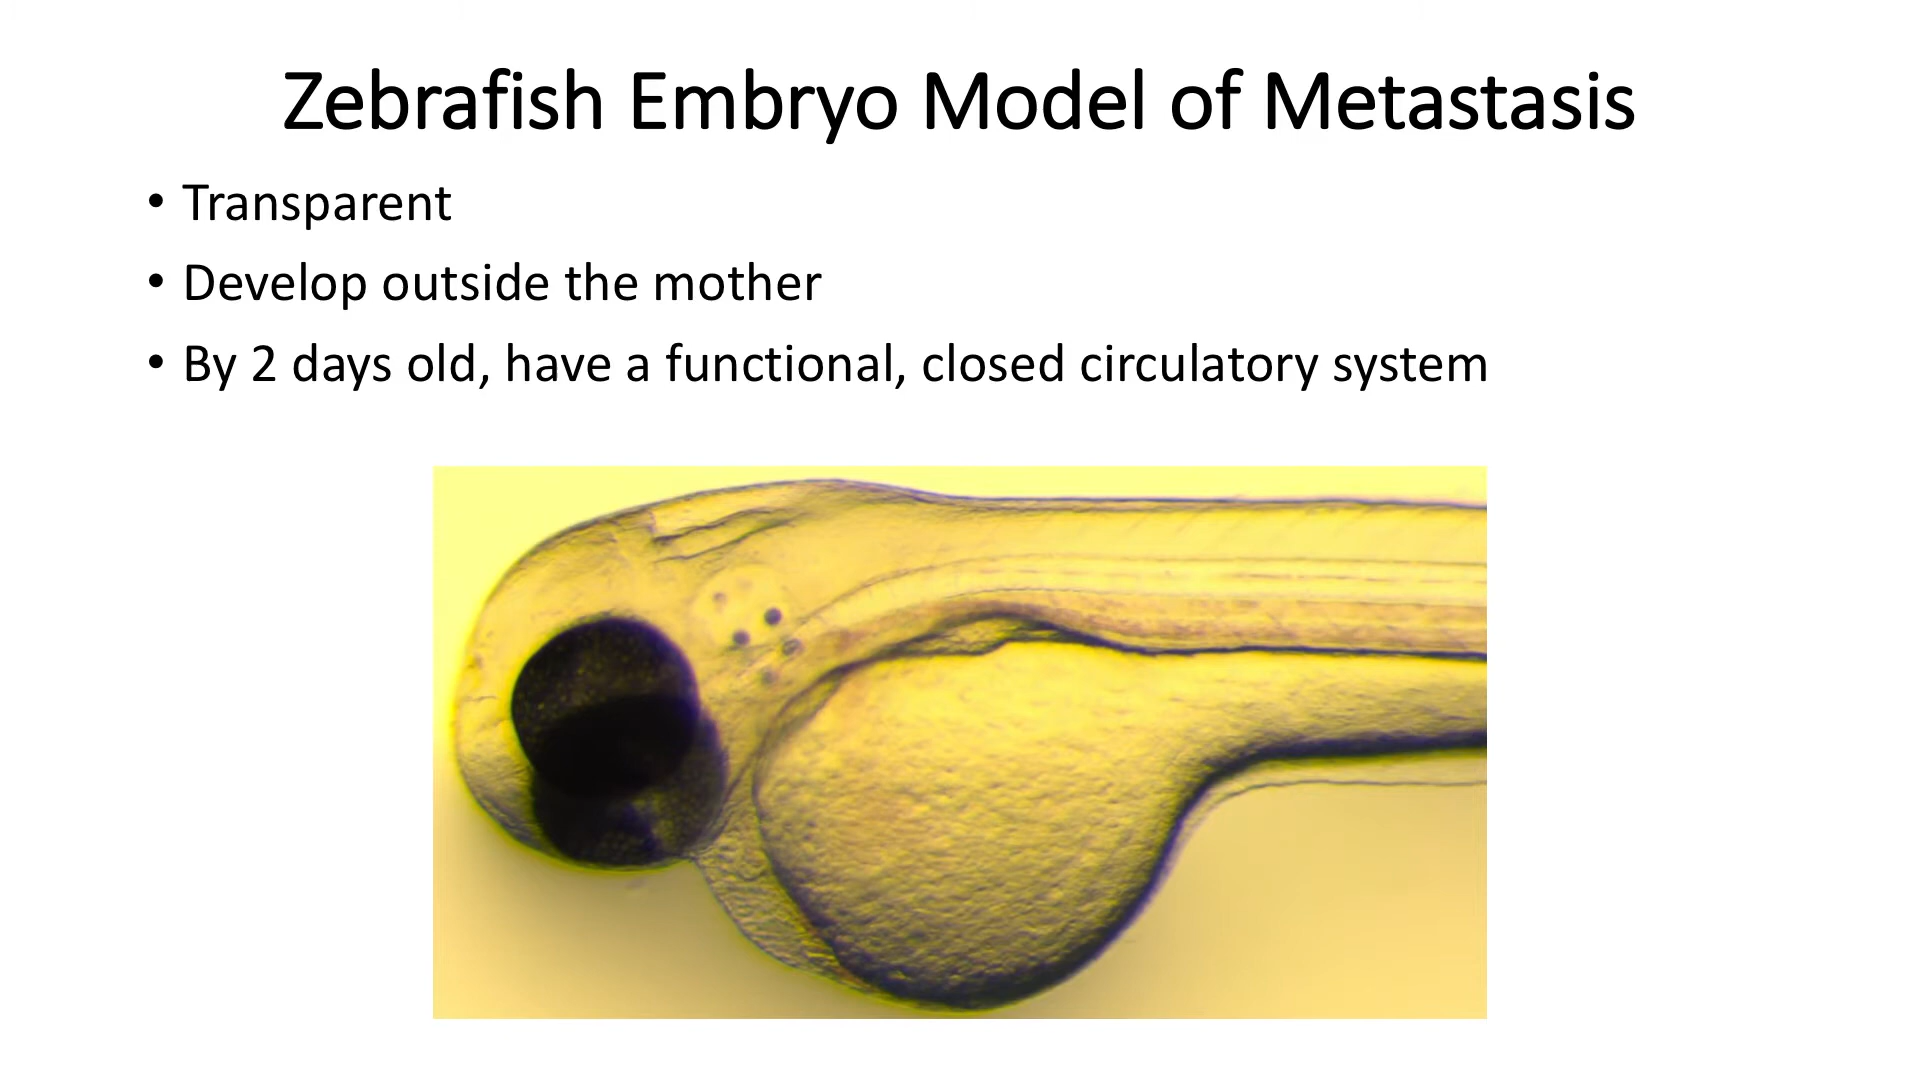 Zebrafish Embryo Model of Metastasis
• Transparent
• Develop outside the mother
• By 2 days old, have a functional, closed circulatory system